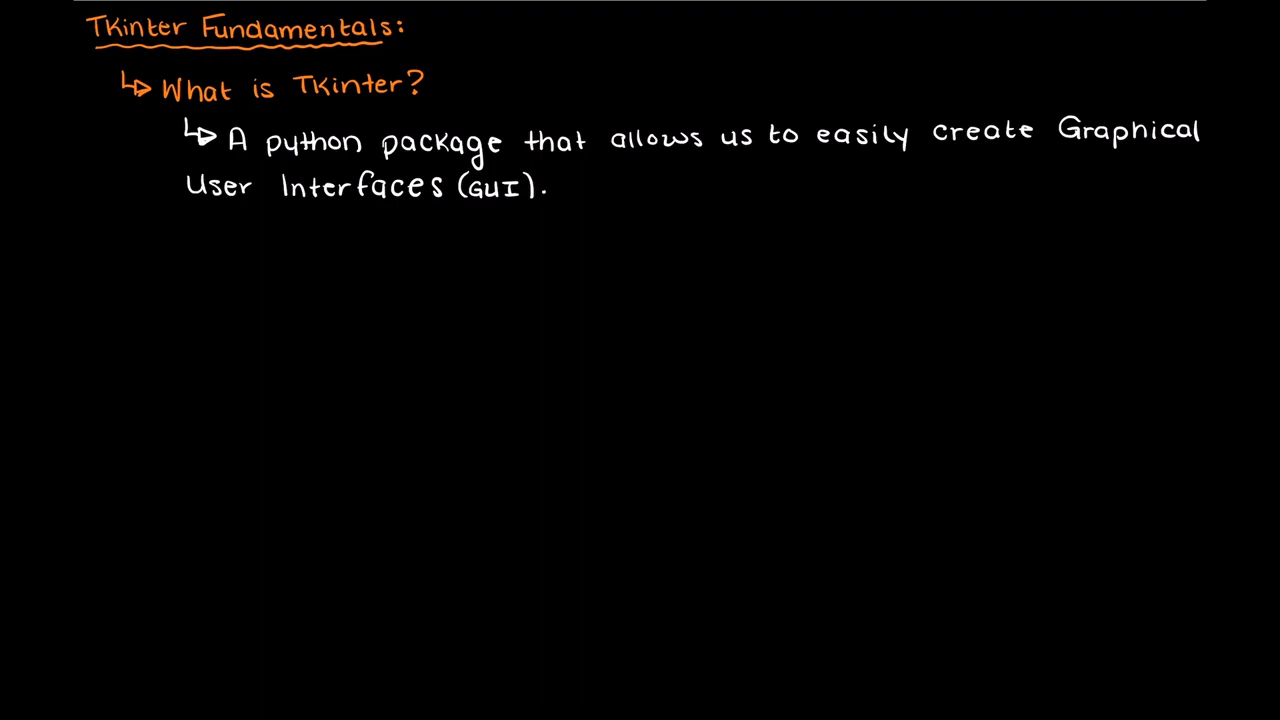 Tkinter Fundamentals:
What is Tkinter?
A python package that allows us to easily create Graphical
User Interfaces (GUI).